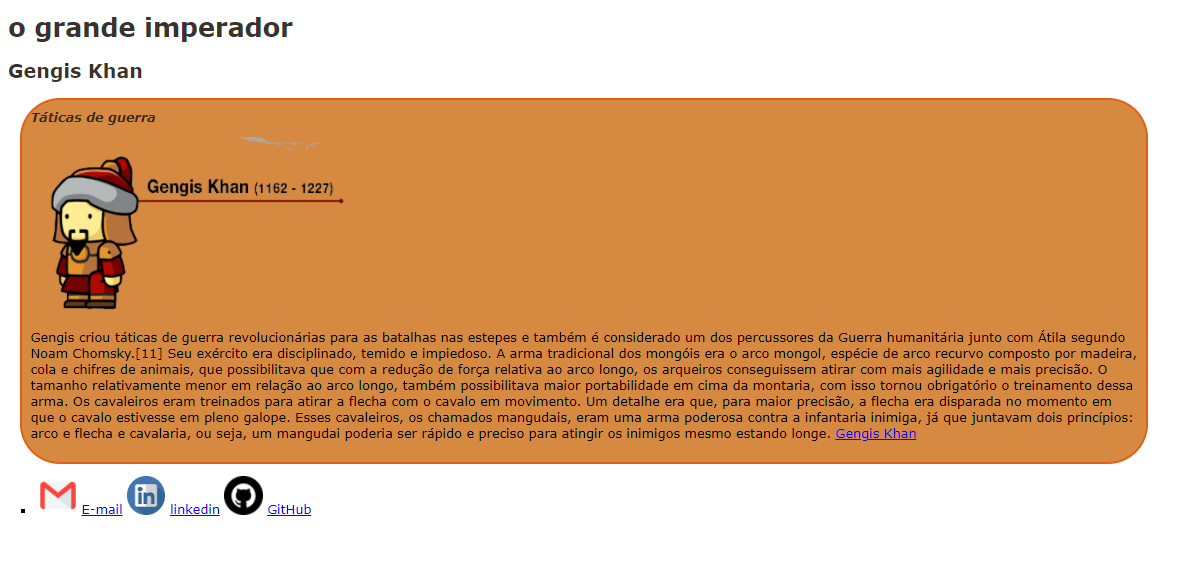 o grande imperador
Gengis Khan
Táticas de guerra
Gengis Khan (1162 - 1227)
Gengis criou táticas de guerra revolucionárias para as batalhas nas estepes e também é considerado um dos percussores da Guerra humanitária junto com Átila segundo
Noam Chomsky.[11] Seu exército era disciplinado, temido e impiedoso. A arma tradicional dos mongóis era o arco mongol, espécie de arco recurvo composto por madeira,
cola e chifres de animais, que possibilitava que com a redução de força relativa ao arco longo, os arqueiros conseguissem atirar com mais agilidade e mais precisão. O
tamanho relativamente menor em relação ao arco longo, também possibilitava maior portabilidade em cima da montaria, com isso tornou obrigatório o treinamento dessa
arma. Os cavaleiros eram treinados para atirar a flecha com o cavalo em movimento. Um detalhe era que, para maior precisão, a flecha era disparada no momento em
que o cavalo estivesse em pleno galope. Esses cavaleiros, os chamados mangudais, eram uma arma poderosa contra a infantaria inimiga, já que juntavam dois princípios:
arco e flecha e cavalaria, ou seja, um mangudai poderia ser rápido e preciso para atingir os inimigos mesmo estando longe. Gengis Khan
E-mail in linkedin GitHub